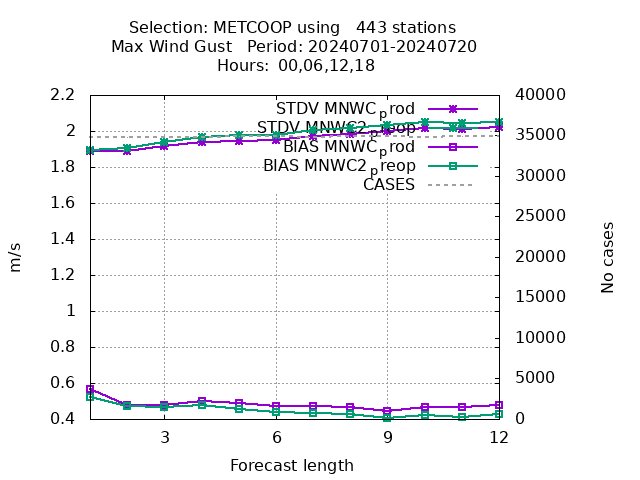 Selection: METCOOP using   443 stations
Max Wind Gust   Period: 20240701-20240720
Hours:  00,06,12,18
STDV MNWC_prod
STDV MNWC2_preop
BIAS MNWC_prod
BIAS MNWC2_preop
CASES
m/s
2.2
2
1.8
1.6
1.4
1.2
1
0.8
0.6
0.4
40000
35000
30000
25000
20000
15000
10000
5000
0
No cases
3 6 9 12
Forecast length